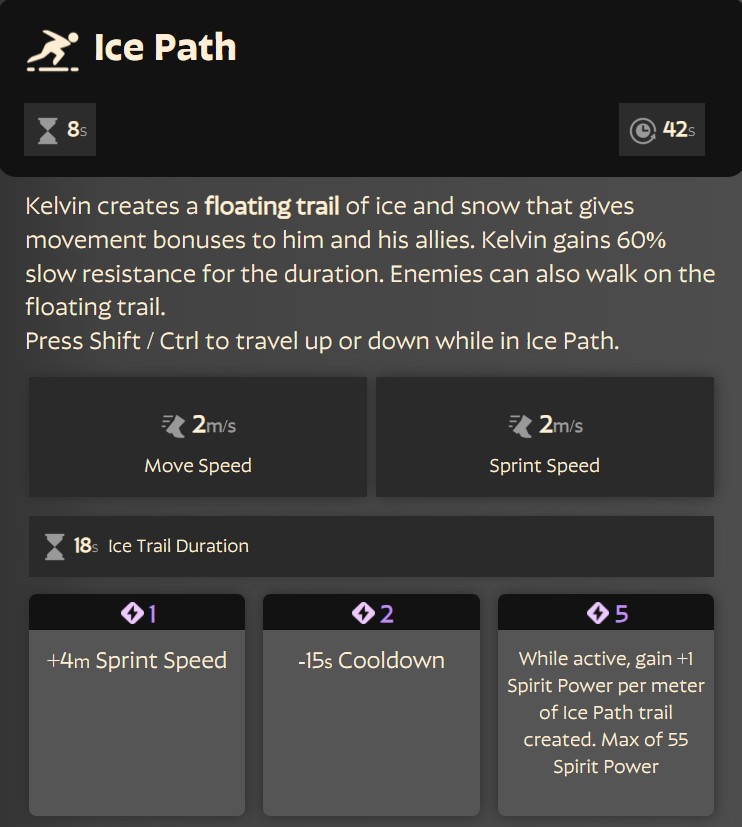 Ice Path
8s
42s
Kelvin creates a floating trail of ice and snow that gives
movement bonuses to him and his allies. Kelvin gains 60%
slow resistance for the duration. Enemies can also walk on the
floating trail.
Press Shift / Ctrl to travel up or down while in Ice Path.
2m/s
Move Speed
2m/s
Sprint Speed
18s Ice Trail Duration
1
+4m Sprint Speed
2
-15s Cooldown
5
While active, gain +1
Spirit Power per meter
of Ice Path trail
created. Max of 55
Spirit Power